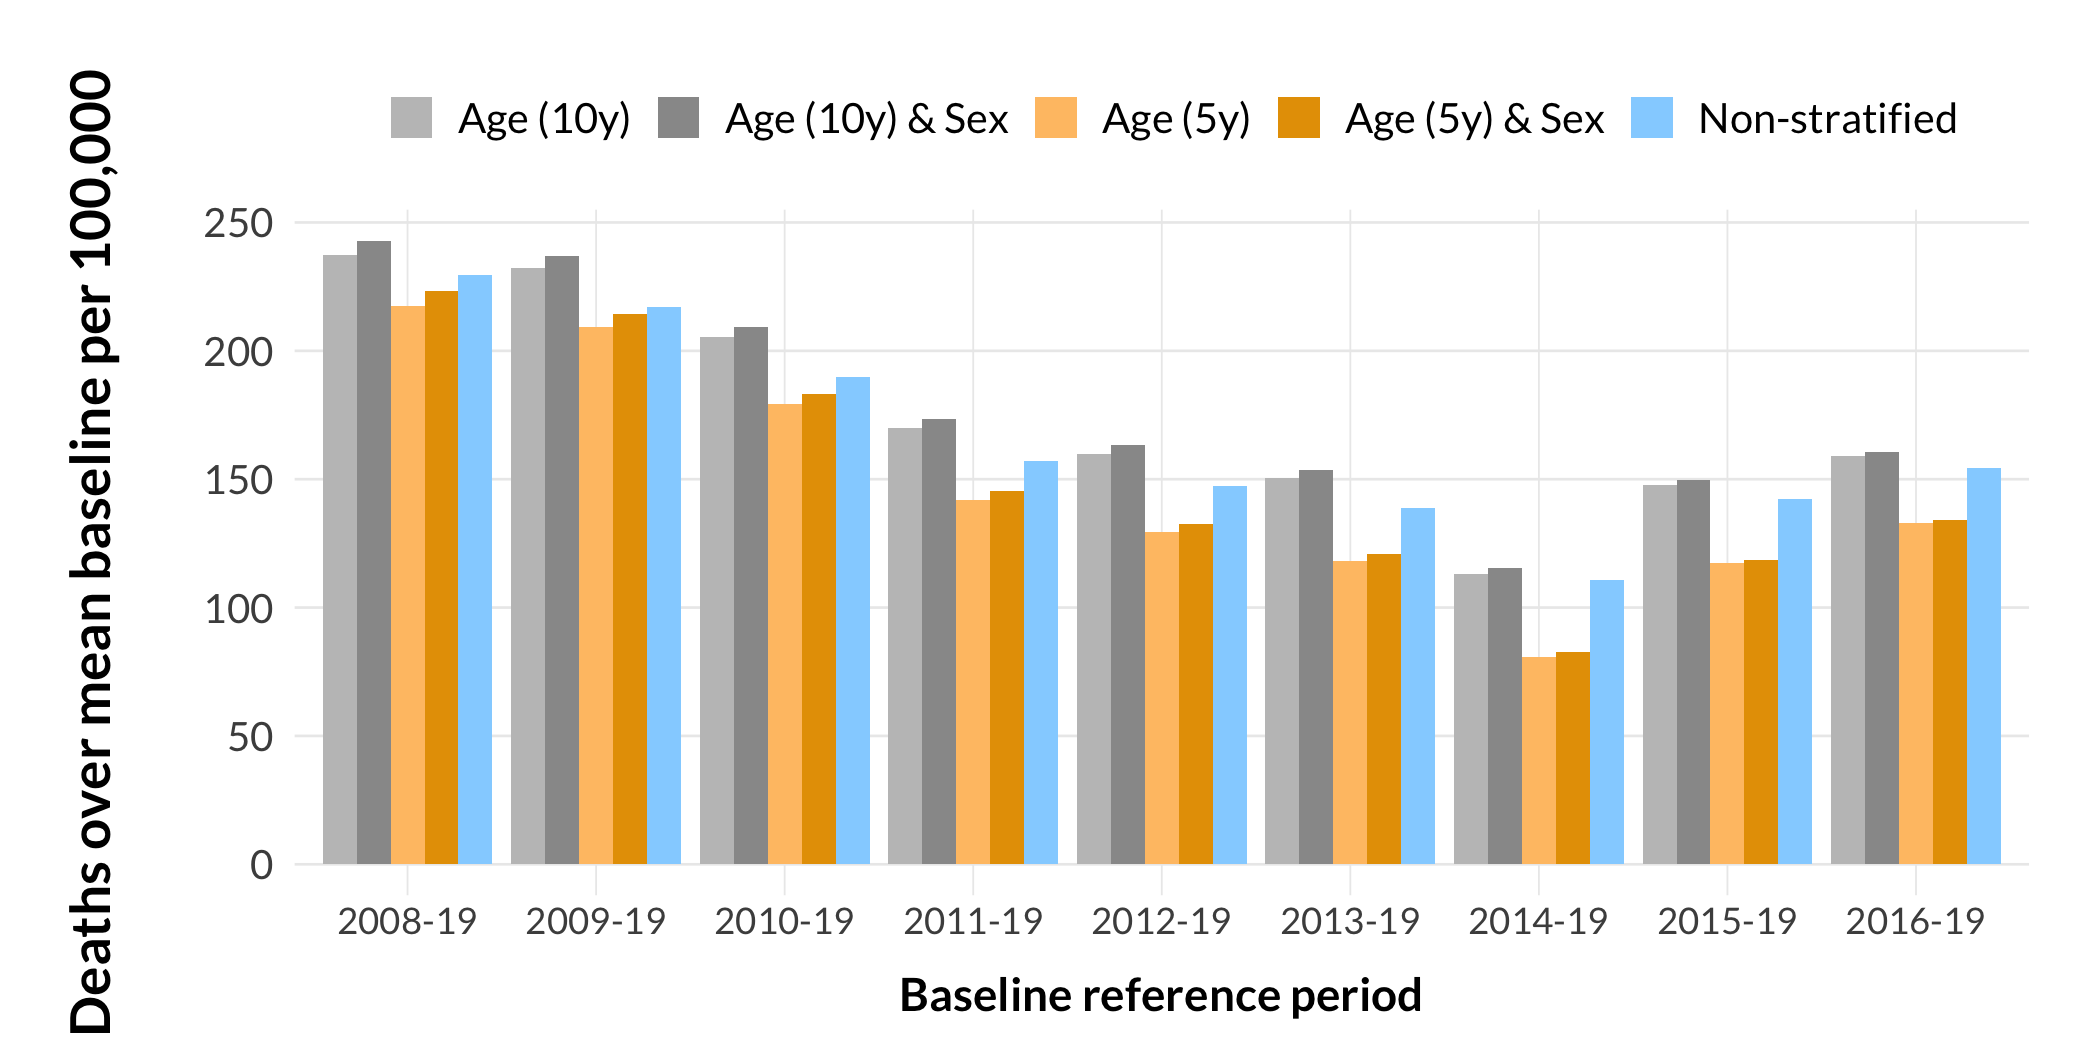 Deaths over mean baseline per 100,000
Age (10y) Age (10y) & Sex Age (5y) Age (5y) & Sex Non-stratified
250
200
150
100
50
0
2008-19 2009-19 2010-19 2011-19 2012-19 2013-19 2014-19 2015-19 2016-19
Baseline reference period